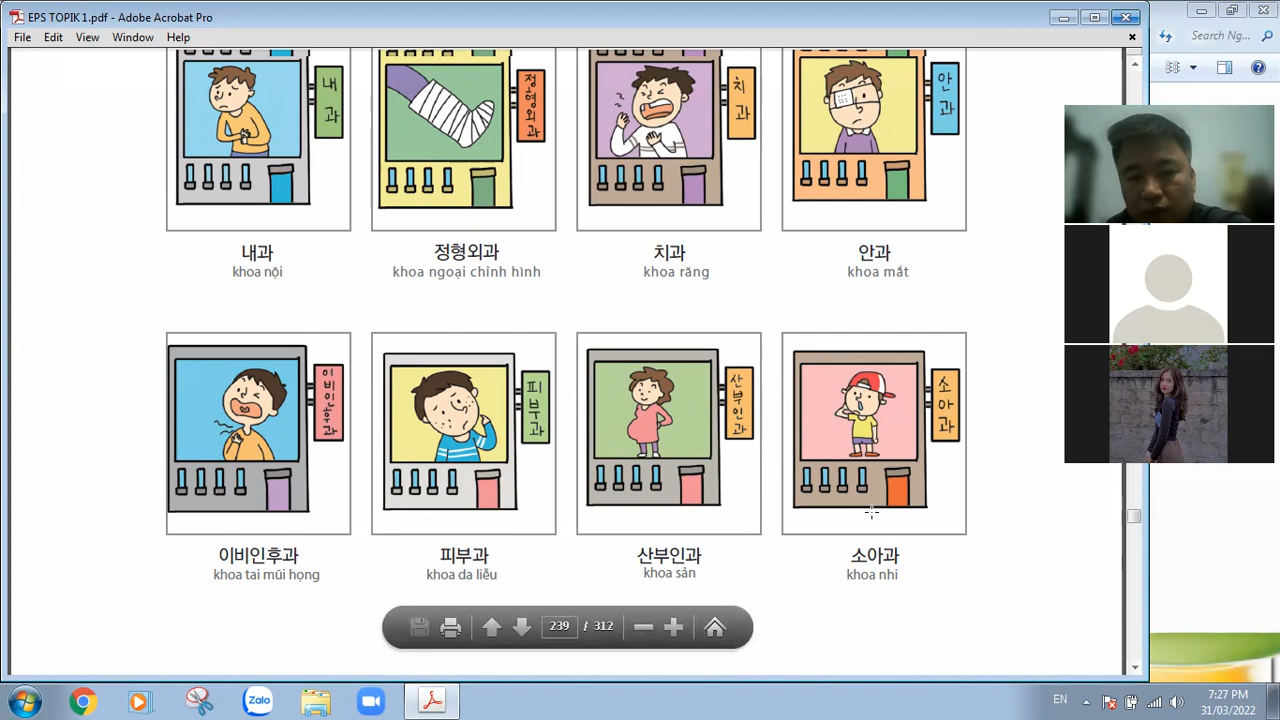 EPS TOPIK 1.pdf - Adobe Acrobat Pro
File Edit View Window Help
Search Ng...
내과
정형외과
치과
안과
내과
정형외과
치과
안과
khoa nội
khoa ngoại chỉnh hình
khoa răng
khoa mắt
이비인후과
피부과
산부인과
소아과
이비인후과
피부과
산부인과
소아과
khoa tai mũi họng
khoa da liễu
khoa sản
khoa nhi
239 / 312
Zalo
EN
7:27 PM
31/03/2022